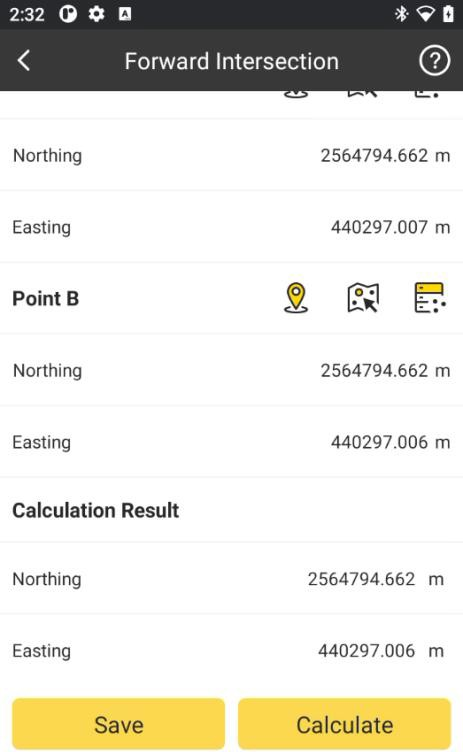 2:32
Forward Intersection
Northing 2564794.662 m
Easting 440297.007 m
Point B
Northing 2564794.662 m
Easting 440297.006 m
Calculation Result
Northing 2564794.662 m
Easting 440297.006 m
Save Calculate